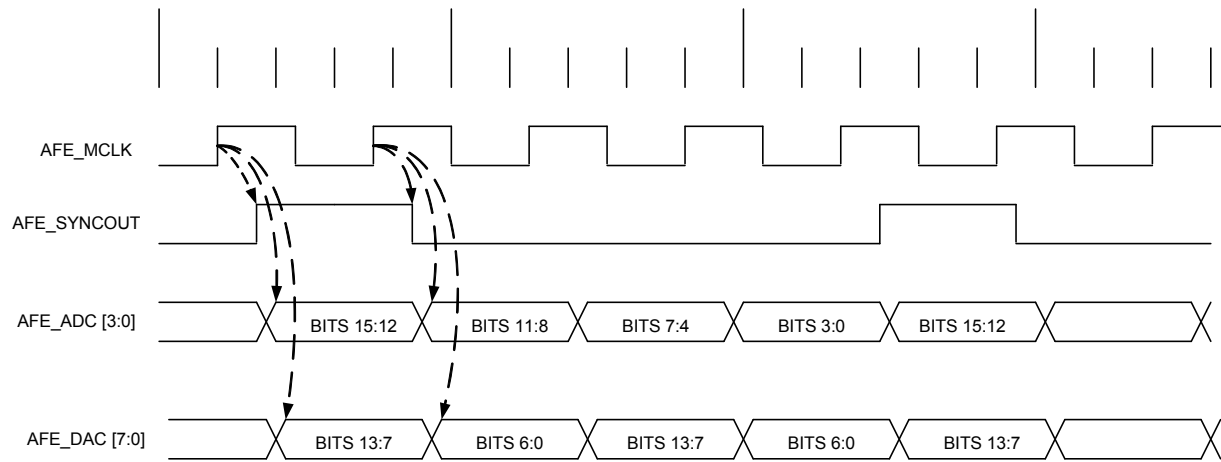 AFE_MCLK
AFE_SYNCOUT
AFE_ADC [3:0] BITS 15:12 BITS 11:8 BITS 7:4 BITS 3:0 BITS 15:12
AFE_DAC [7:0] BITS 13:7 BITS 6:0 BITS 13:7 BITS 6:0 BITS 13:7